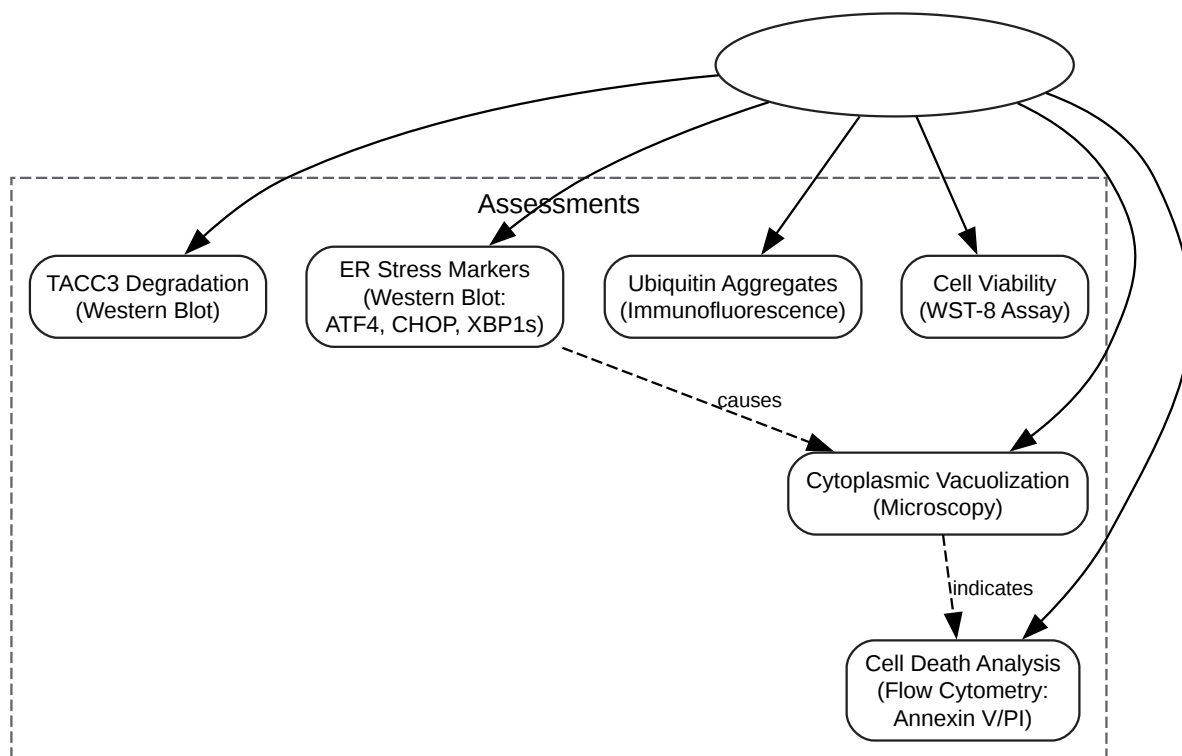 Assessments
TACC3 Degradation
(Western Blot)
ER Stress Markers
(Western Blot:
ATF4, CHOP, XBP1s)
Ubiquitin Aggregates
(Immunofluorescence)
Cell Viability
(WST-8 Assay)
causes
Cytoplasmic Vacuolization
(Microscopy)
indicates
Cell Death Analysis
(Flow Cytometry:
Annexin V/PI)